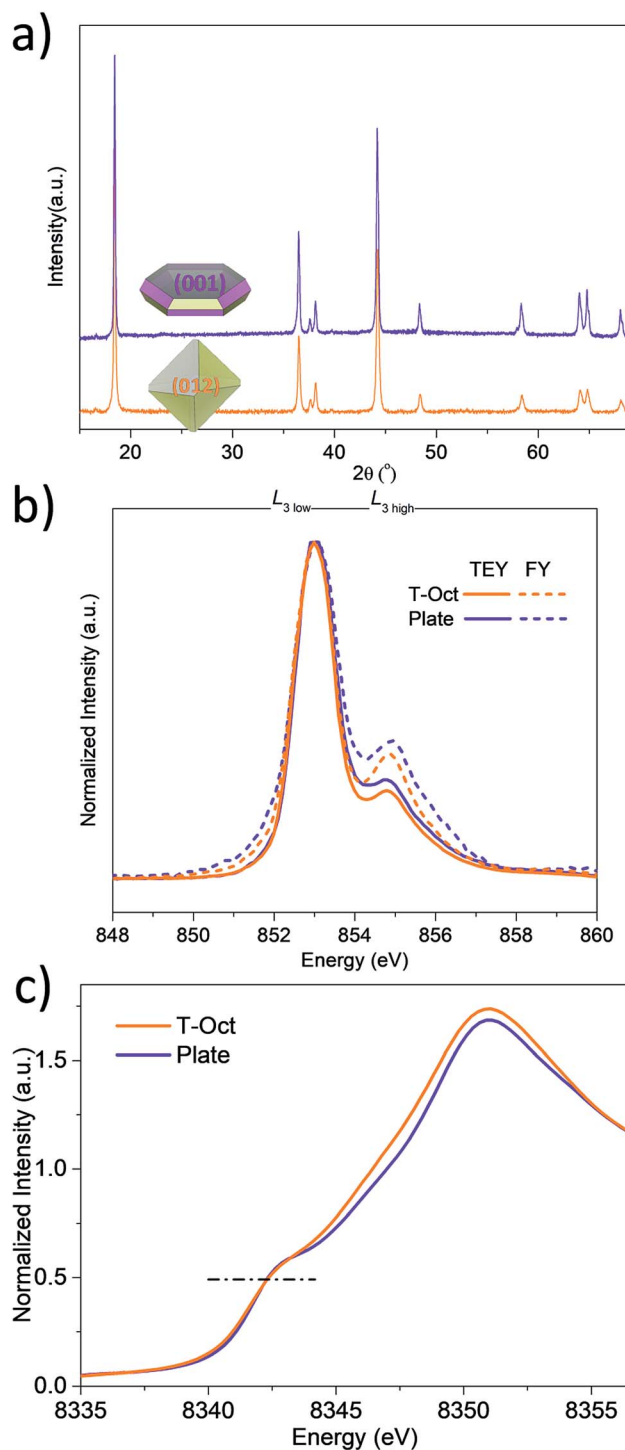 a)
Intensity(a.u.)
(001)
(012)
20 30 40 50 60
2θ (°)
b)
L3 low L3 high
TEY FY
T-Oct
Plate
Normalized Intensity (a.u.)
848 850 852 854 856 858 860
Energy (eV)
c)
T-Oct
Plate
Normalized Intensity (a.u.)
1.5
1.0
0.5
0.0
8335 8340 8345 8350 8355
Energy (eV)